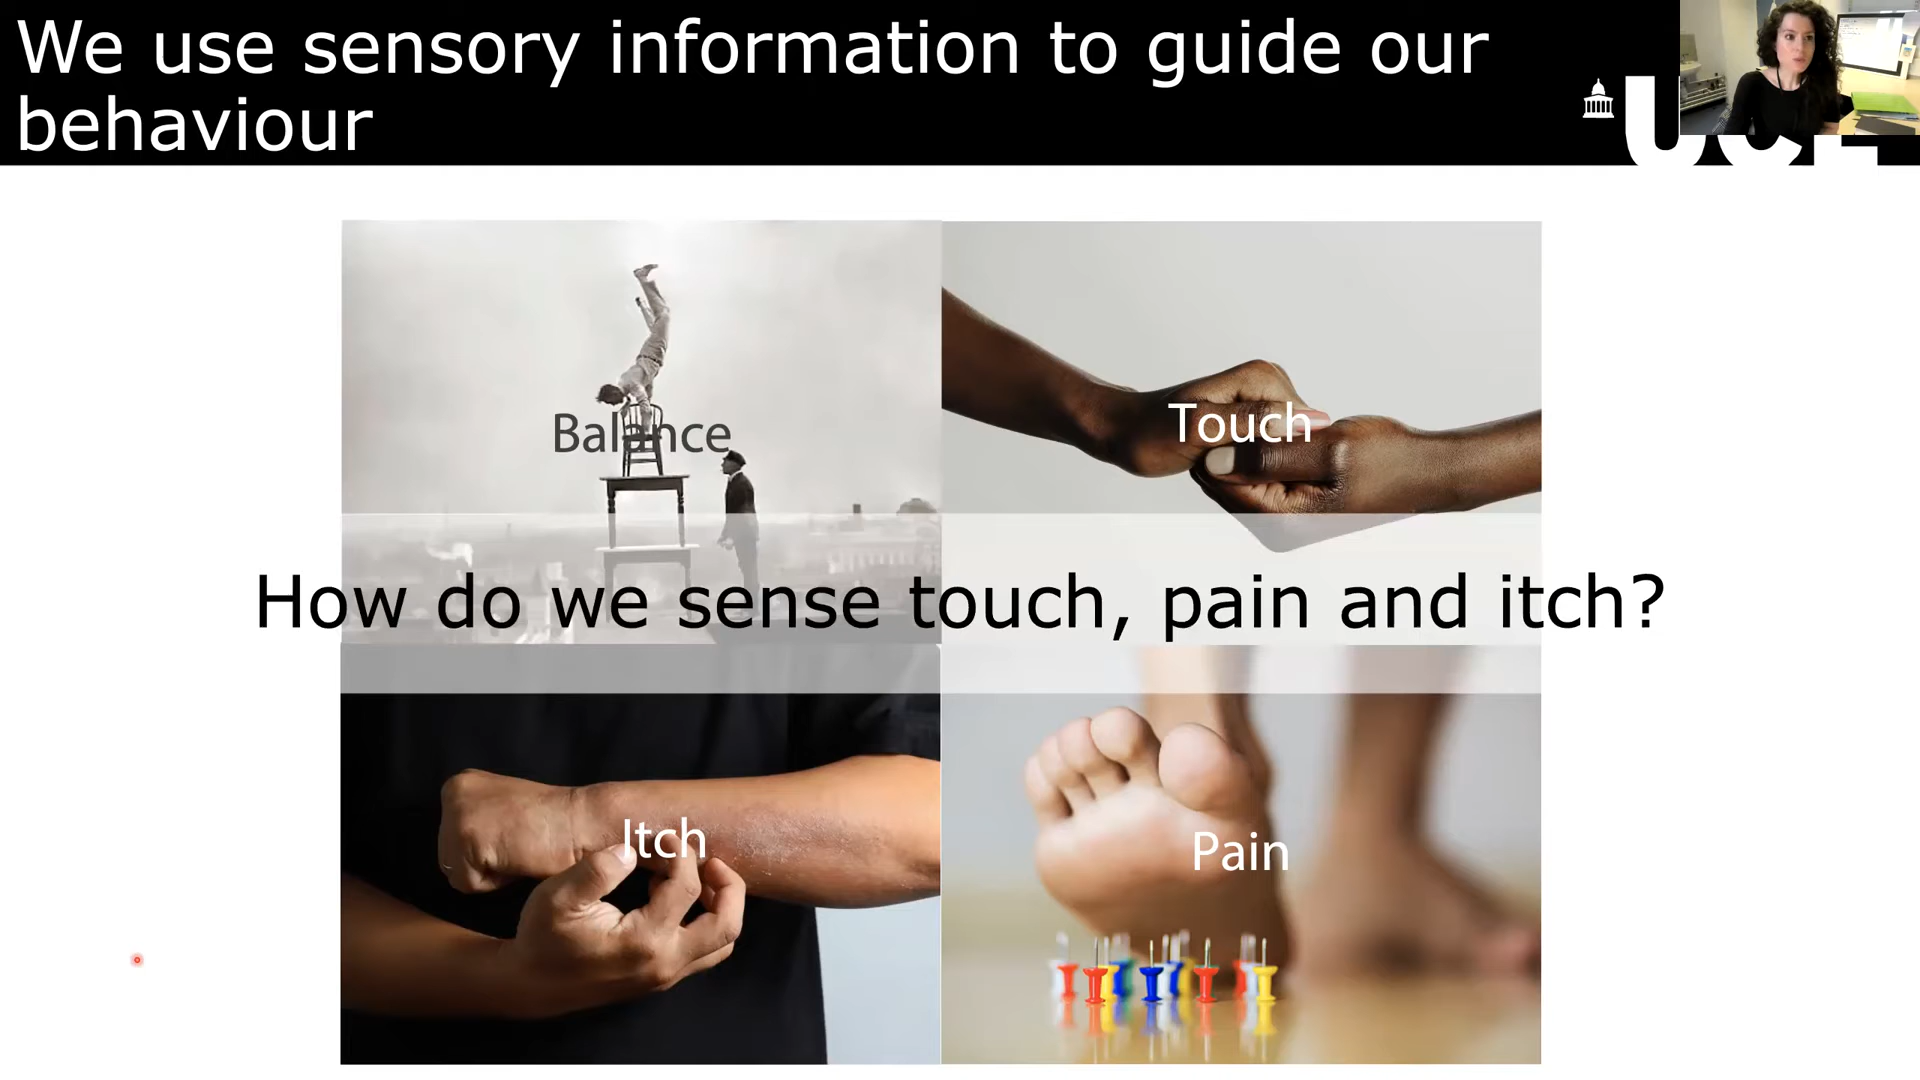 We use sensory information to guide our
behaviour
Balance
Touch
How do we sense touch, pain and itch?
Itch
Pain